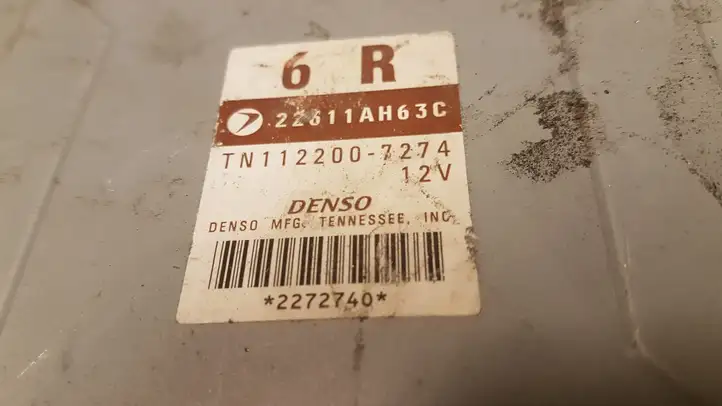 6 R
22611AH63C
TN112200-7274
12V
DENSO
DENSO MFG. TENNESSEE, INC
*2272740*